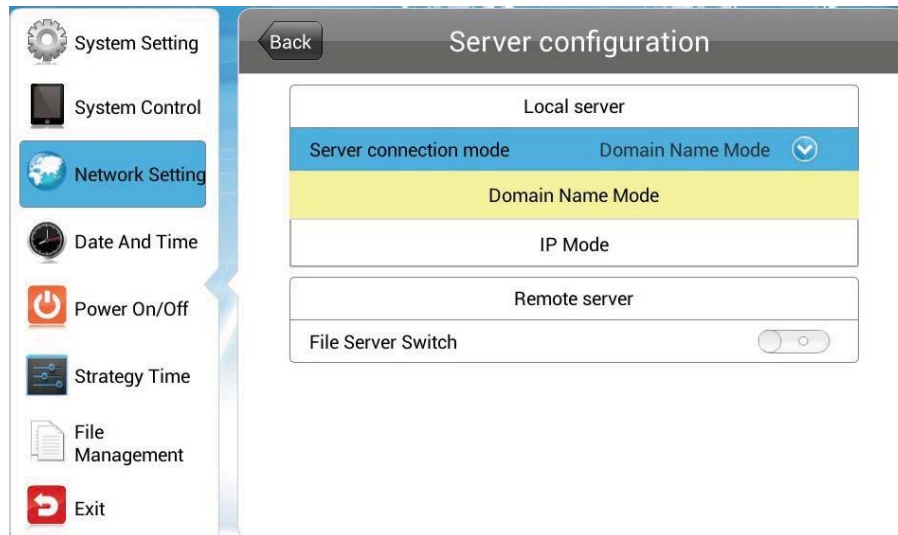 System Setting
System Control
Network Setting
Date And Time
Power On/Off
Strategy Time
File
Management
Exit
Back
Server configuration
Local server
Server connection mode Domain Name Mode
Domain Name Mode
IP Mode
Remote server
File Server Switch